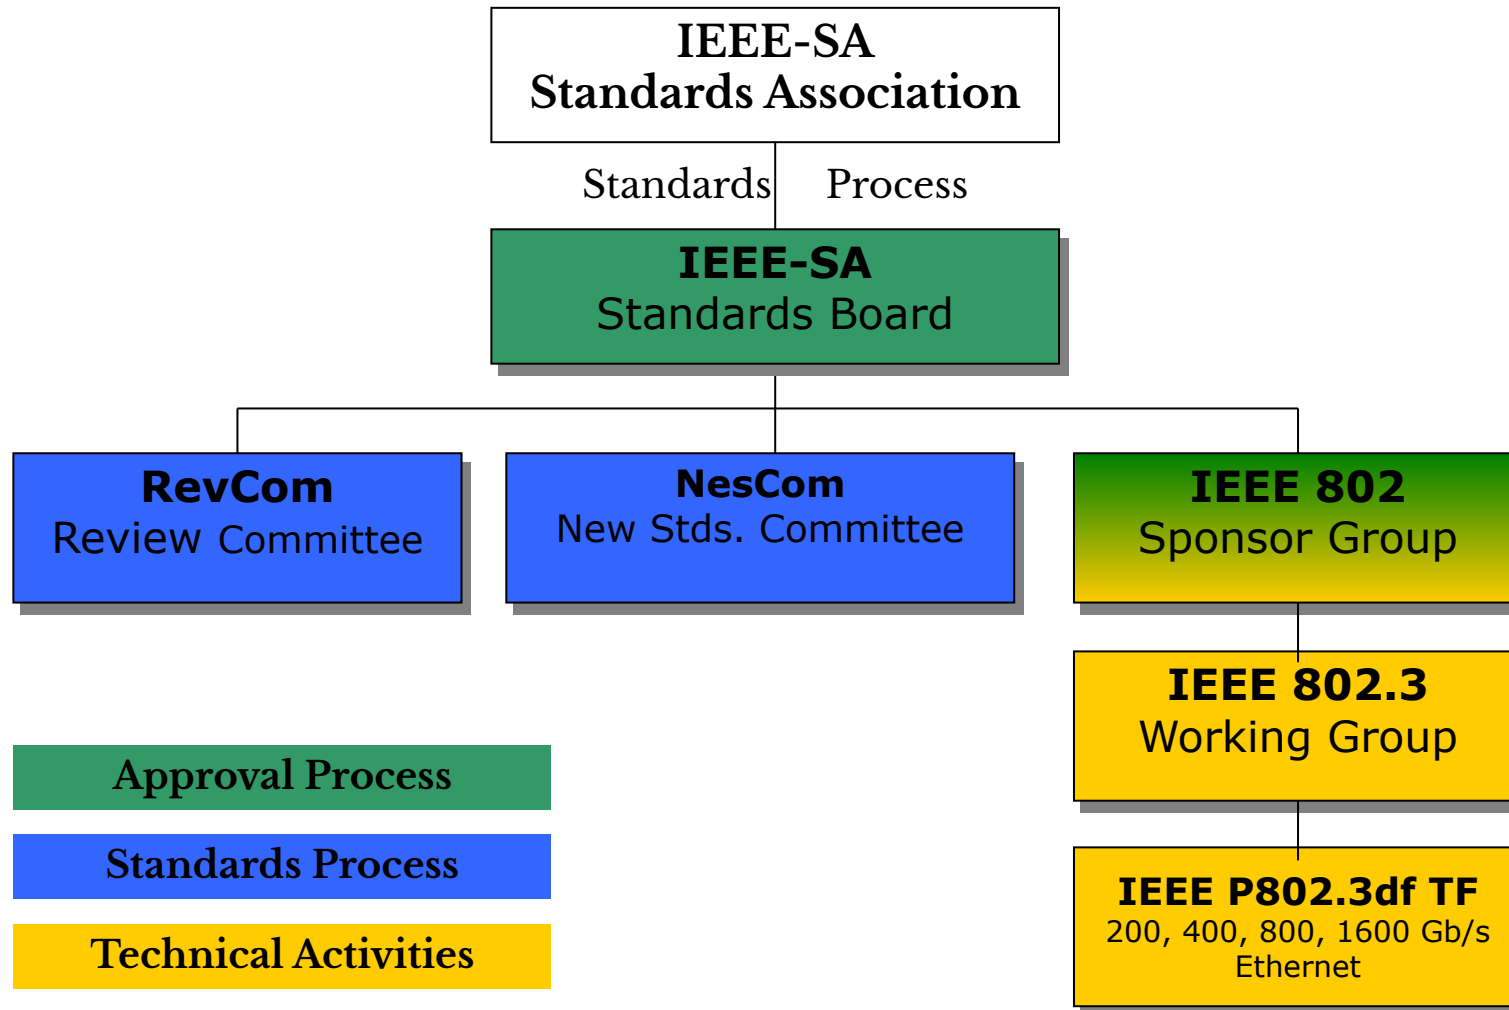 IEEE-SA
Standards Association
Standards Process
IEEE-SA
Standards Board
RevCom
Review Committee
NesCom
New Stds. Committee
IEEE 802
Sponsor Group
IEEE 802.3
Working Group
IEEE P802.3df TF
200, 400, 800, 1600 Gb/s
Ethernet
Approval Process
Standards Process
Technical Activities